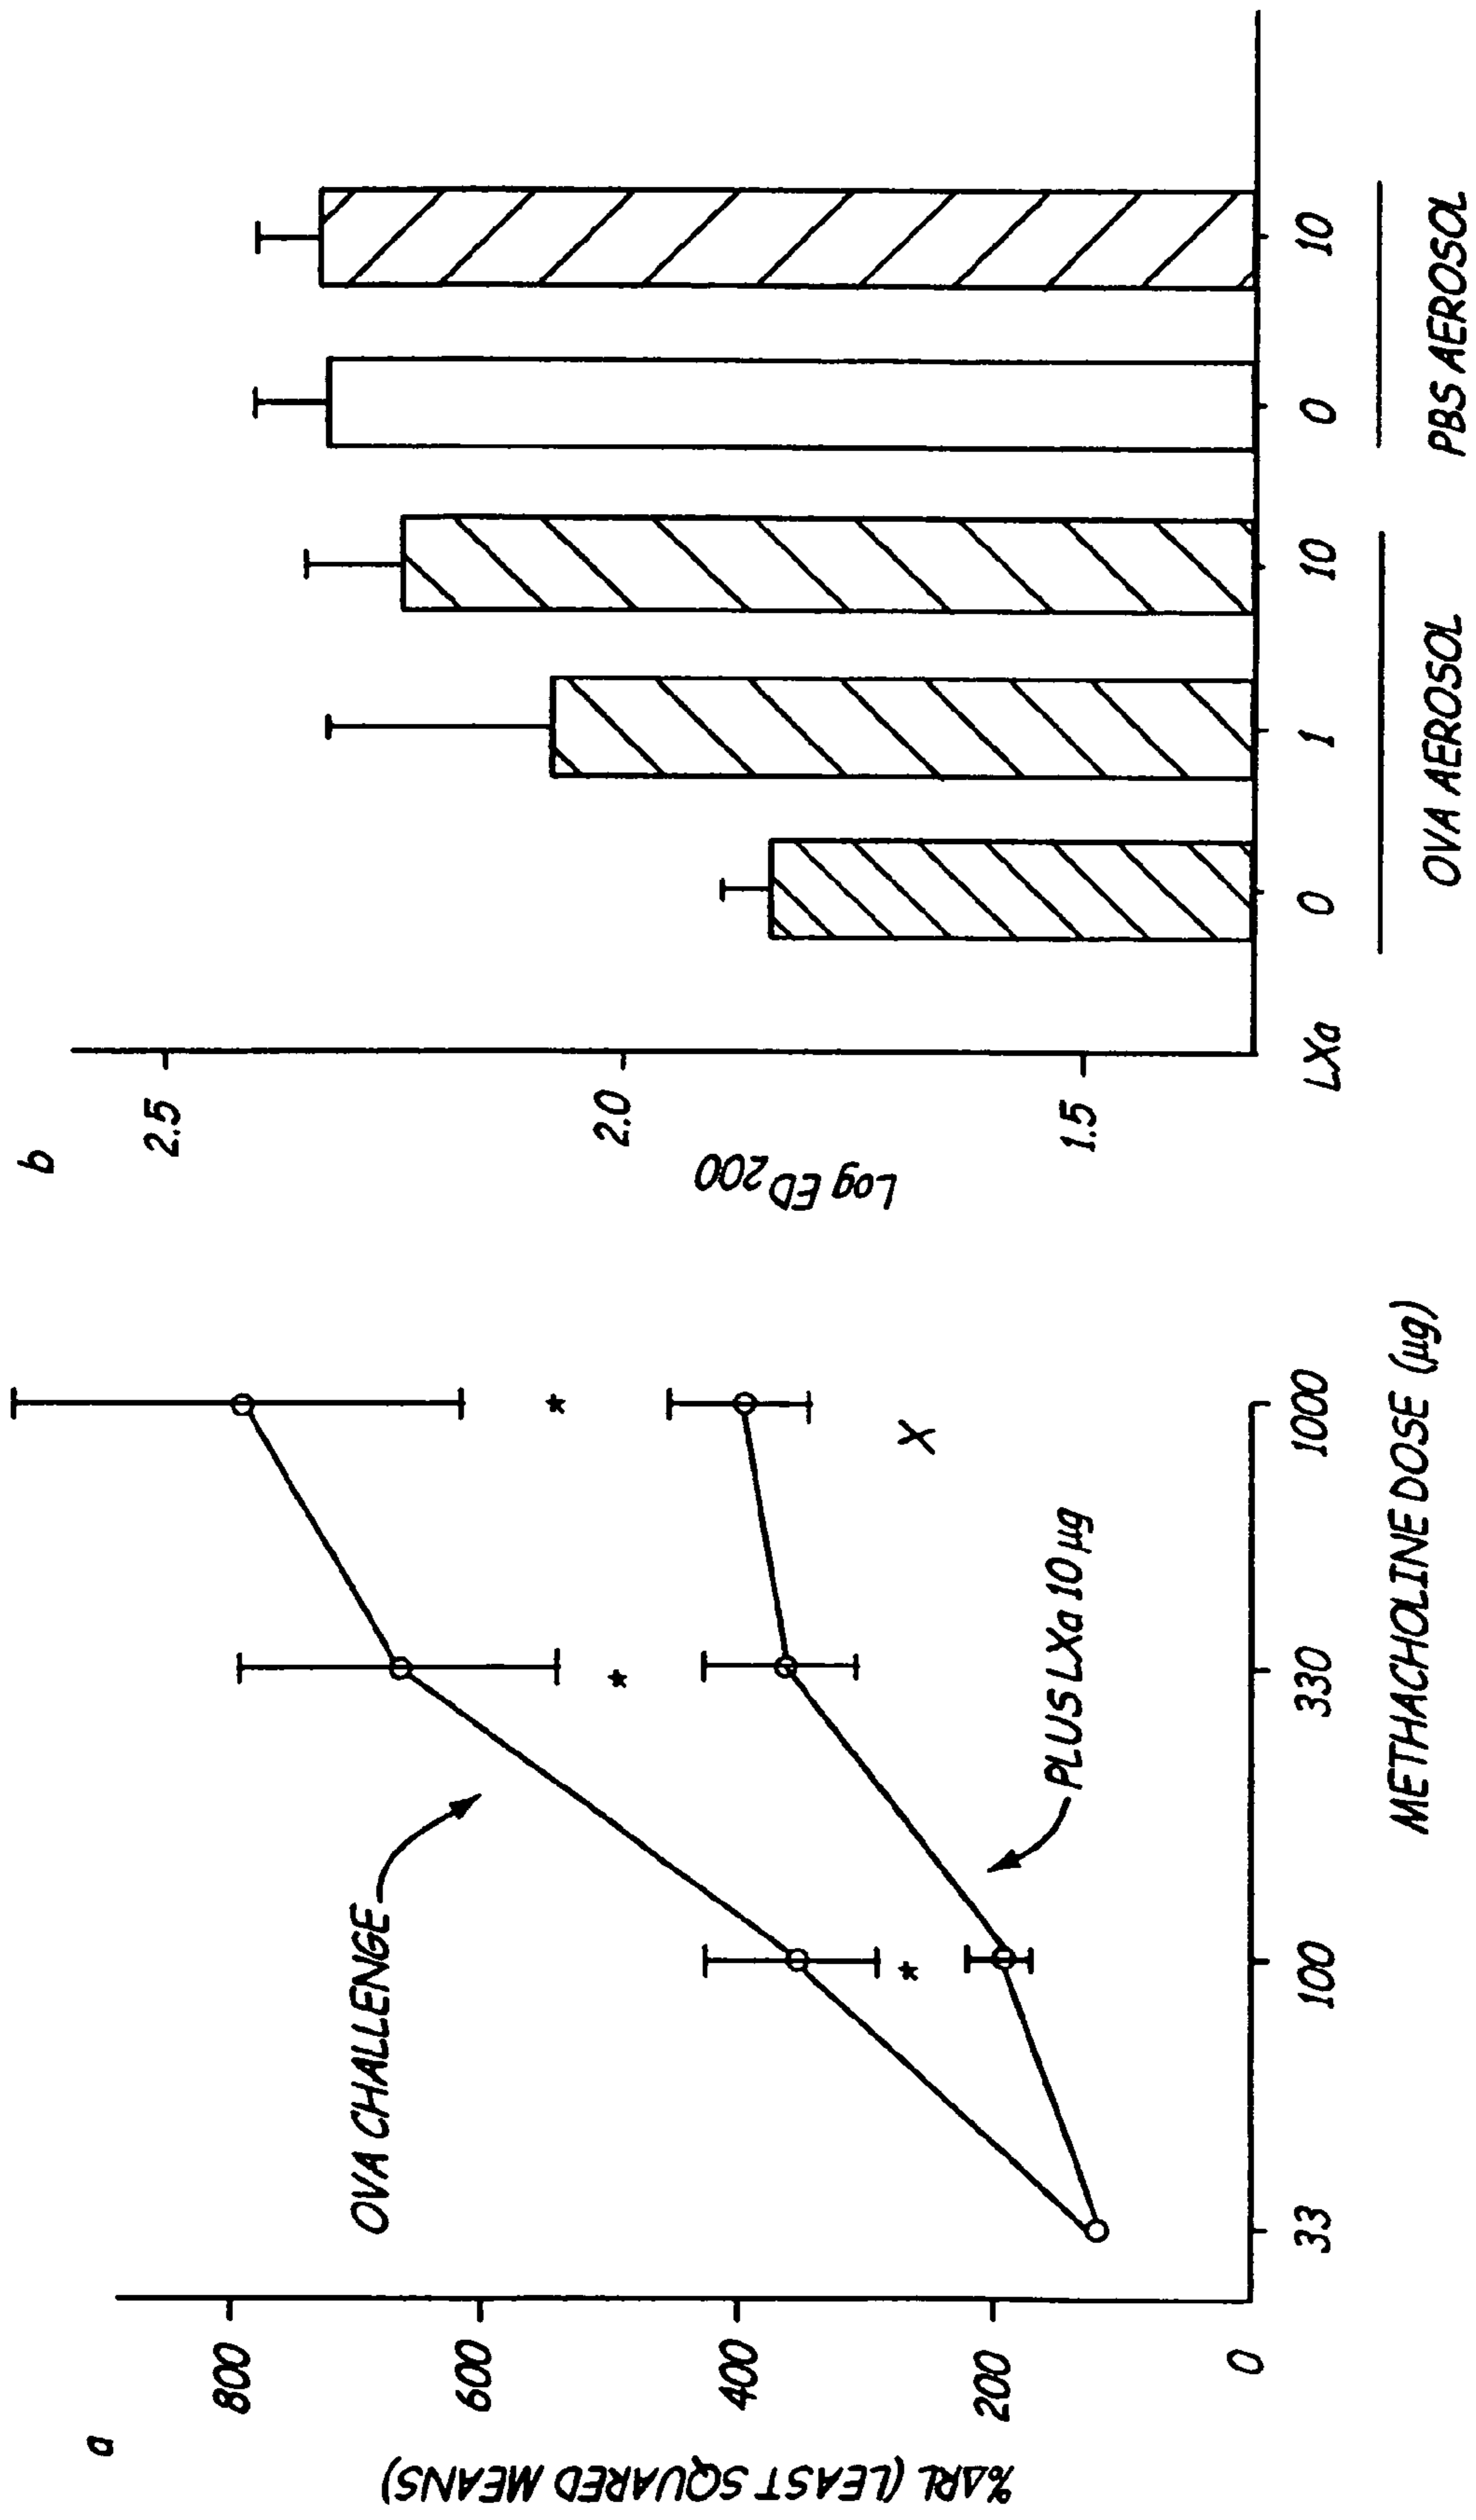 a
%ΔRL (LEAST SQUARED MEANS)
800
600
400
200
0
OVA CHALLENGE
*
*
*
X
PLUS LXa 10 µg
33 100 330 1000
METHACHOLINE DOSE (µg)
b
Log ED200
2.5
2.0
1.5
LXa 0 1 10 0 10
OVA AEROSOL PBS AEROSOL